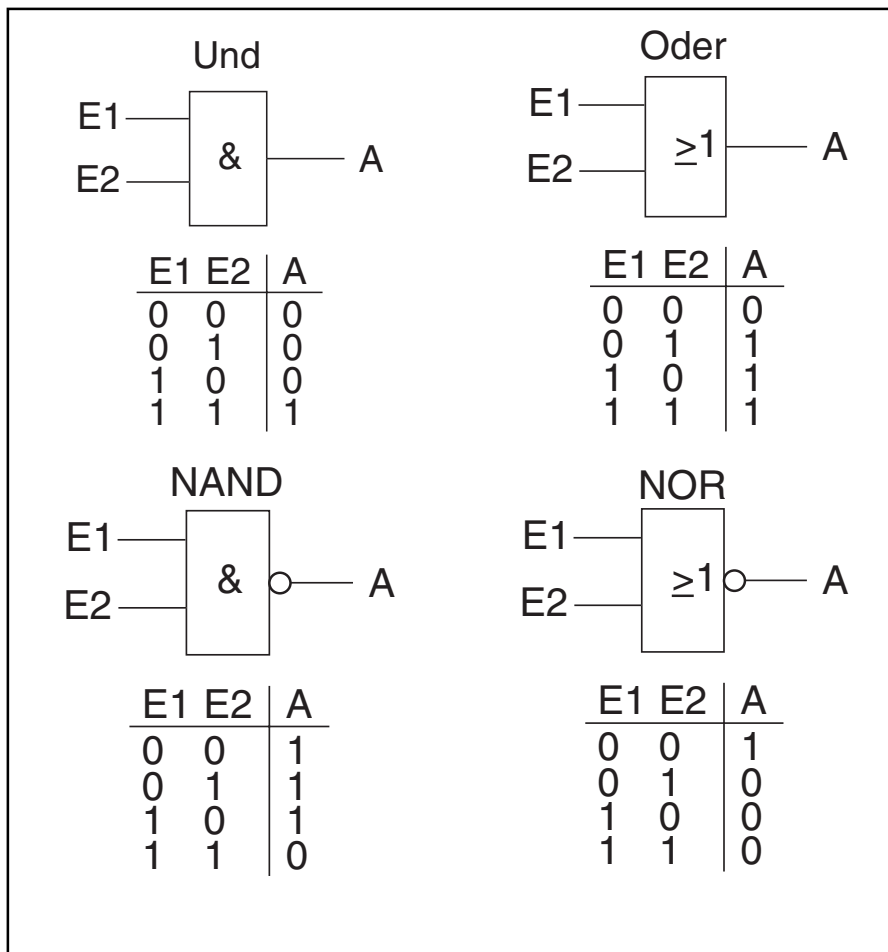 Und
E1
E2
&
A
E1 E2 A
0 0 0
0 1 0
1 0 0
1 1 1
Oder
E1
E2
≥1
A
E1 E2 A
0 0 0
0 1 1
1 0 1
1 1 1
NAND
E1
E2
&
A
E1 E2 A
0 0 1
0 1 1
1 0 1
1 1 0
NOR
E1
E2
≥1
A
E1 E2 A
0 0 1
0 1 0
1 0 0
1 1 0